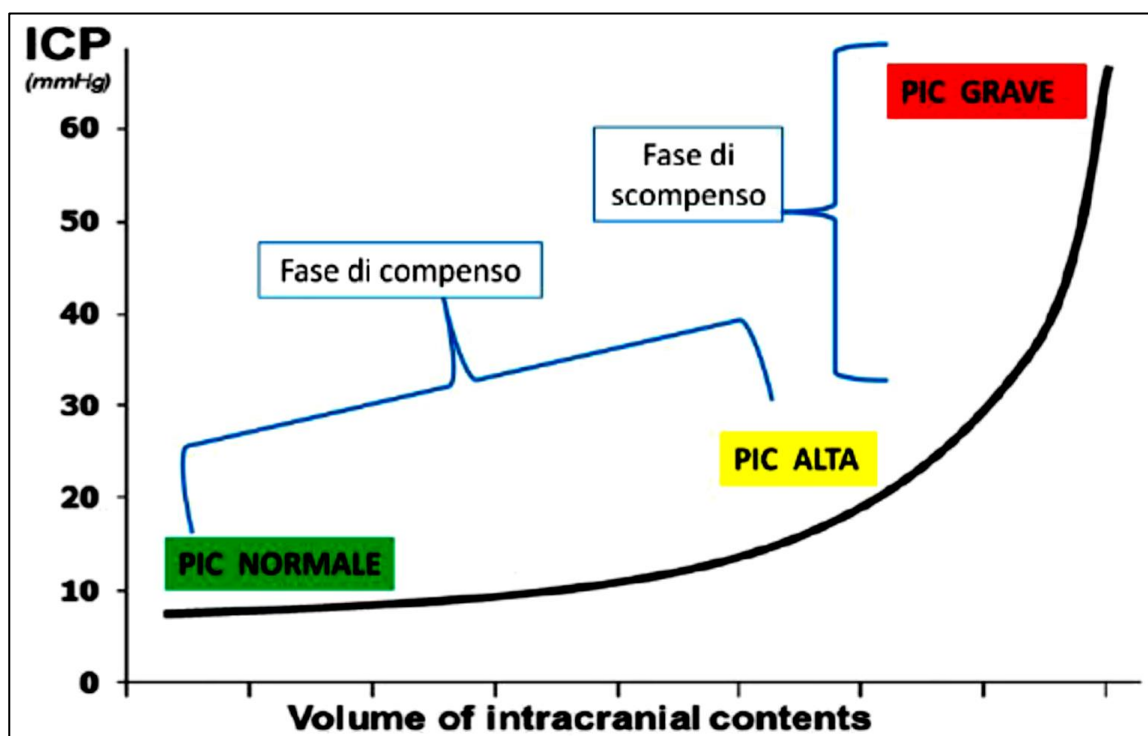 ICP
(mmHg)
60
50
40
30
20
10
0
PIC GRAVE
Fase di
scompenso
Fase di compenso
PIC ALTA
PIC NORMALE
Volume of intracranial contents